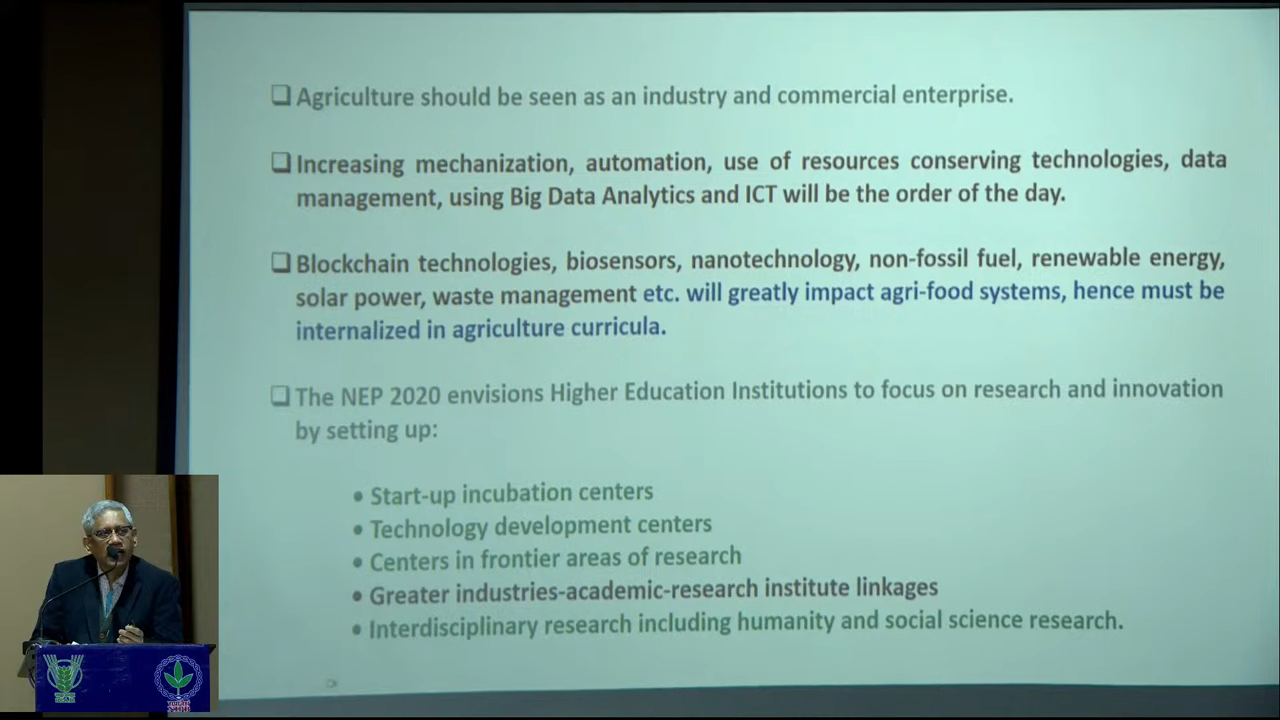 ❑Agriculture should be seen as an industry and commercial enterprise.
❑Increasing mechanization, automation, use of resources conserving technologies, data
management, using Big Data Analytics and ICT will be the order of the day.
❑Blockchain technologies, biosensors, nanotechnology, non-fossil fuel, renewable energy,
solar power, waste management etc. will greatly impact agri-food systems, hence must be
internalized in agriculture curricula.
❑The NEP 2020 envisions Higher Education Institutions to focus on research and innovation
by setting up:
• Start-up incubation centers
• Technology development centers
• Centers in frontier areas of research
• Greater industries-academic-research institute linkages
• Interdisciplinary research including humanity and social science research.